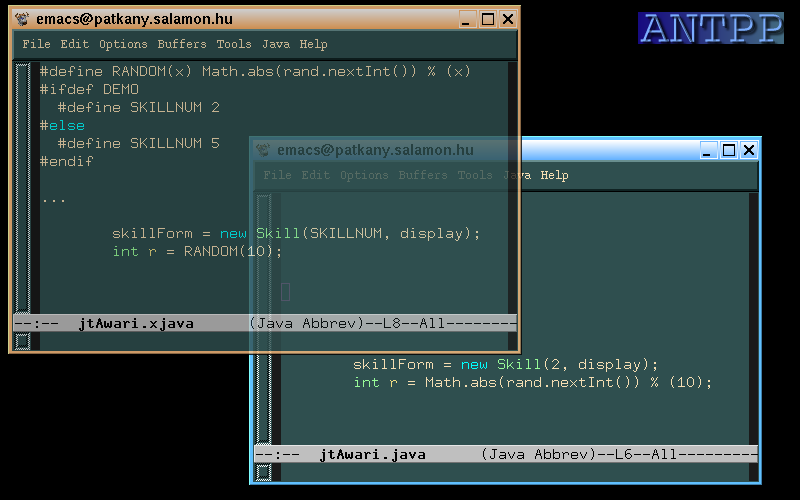 emacs@patkany.salamon.hu
ANTPP
File Edit Options Buffers Tools Java Help
#define RANDOM(x) Math.abs(rand.nextInt()) % (x)
#ifdef DEMO
  #define SKILLNUM 2
#else
  #define SKILLNUM 5
#endif
...
        skillForm = new Skill(SKILLNUM, display);
        int r = RANDOM(10);
--:--  jtAwari.xjava      (Java Abbrev)--L8--All--------
emacs@patkany.salamon.hu
File Edit Options Buffers Tools Java Help
        skillForm = new Skill(2, display);
        int r = Math.abs(rand.nextInt()) % (10);
--:--  jtAwari.java      (Java Abbrev)--L6--All---------